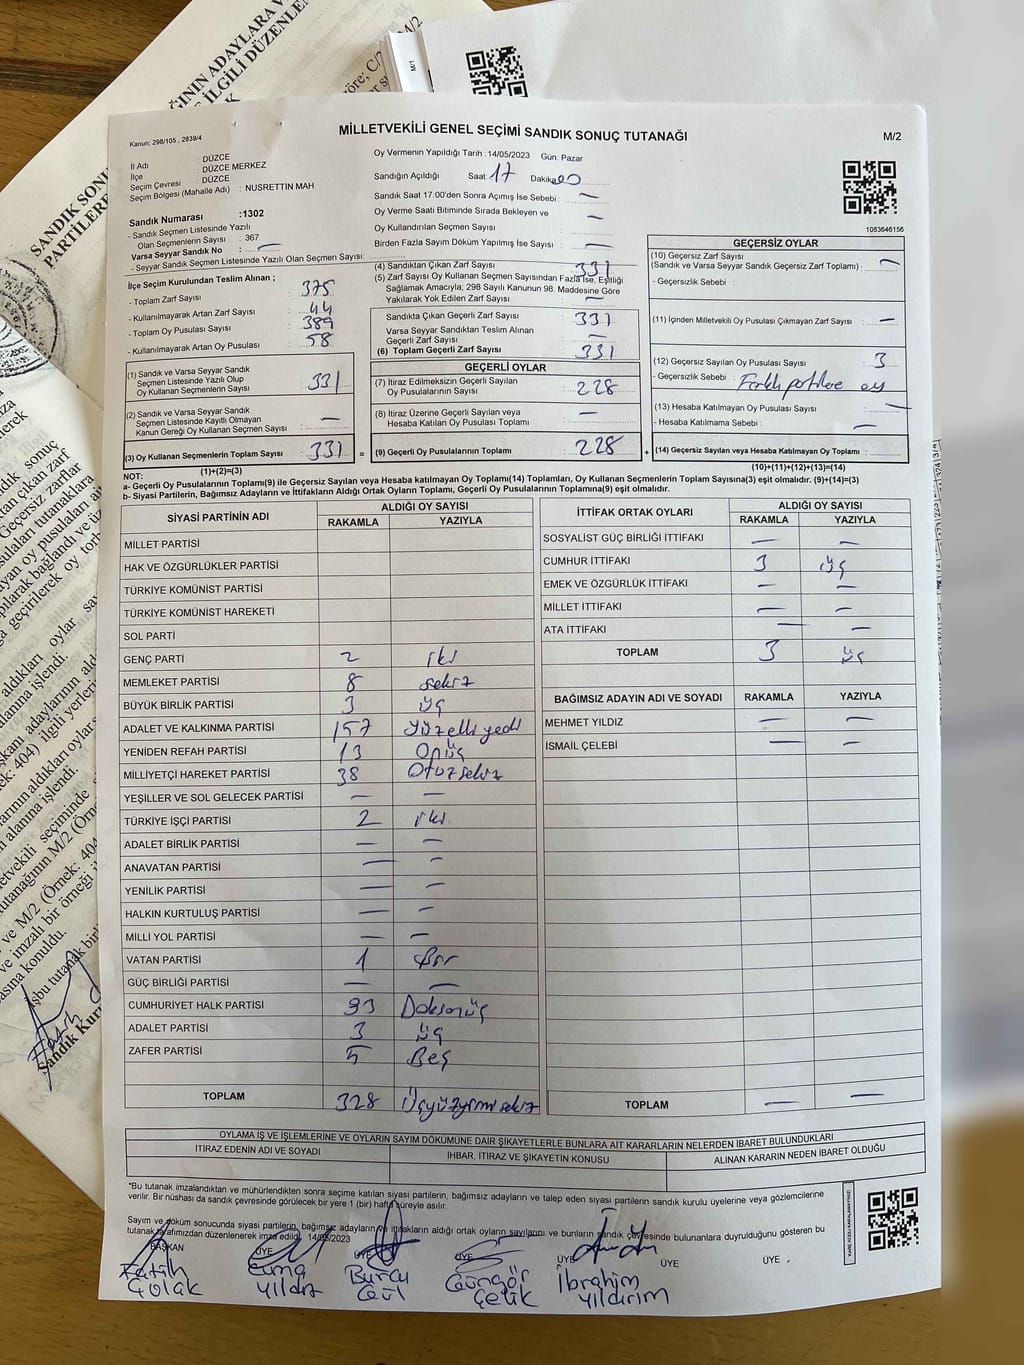 MİLLETVEKİLİ GENEL SEÇİMİ SANDIK SONUÇ TUTANAĞI
M/2
M/1
Kanun; 298/105 , 2839/4
İl Adı : DÜZCE
İlçe : DÜZCE MERKEZ
Seçim Çevresi : DÜZCE
Seçim Bölgesi (Mahalle Adı) : NUSRETTİN MAH.
Sandık Numarası :1302
- Sandık Seçmen Listesinde Yazılı
Olan Seçmenlerin Sayısı : 367
Varsa Seyyar Sandık No : —
- Seyyar Sandık Seçmen Listesinde Yazılı Olan Seçmen Sayısı:
Oy Vermenin Yapıldığı Tarih :14/05/2023 Gün: Pazar
Sandığın Açıldığı Saat: 17 Dakika: 00
Sandık Saat 17:00'den Sonra Açımış İse Sebebi : —
Oy Verme Saati Bitiminde Sırada Bekleyen ve
Oy Kullandırılan Seçmen Sayısı : —
Birden Fazla Sayım Döküm Yapılmış İse Sayısı : —
1083646156
İlçe Seçim Kurulundan Teslim Alınan ;
- Toplam Zarf Sayısı : 375
- Kullanılmayarak Artan Zarf Sayısı : 44
- Toplam Oy Pusulası Sayısı : 389
- Kullanılmayarak Artan Oy Pusulası : 58
(1) Sandık ve Varsa Seyyar Sandık
Seçmen Listesinde Yazılı Olup
Oy Kullanan Seçmenlerin Sayısı : 331
(2) Sandık ve Varsa Seyyar Sandık
Seçmen Listesinde Kayıtlı Olmayan
Kanun Gereği Oy Kullanan Seçmen Sayısı : —
(3) Oy Kullanan Seçmenlerin Toplam Sayısı : 331
(1)+(2)=(3)
(4) Sandıktan Çıkan Zarf Sayısı : 331
(5) Zarf Sayısı Oy Kullanan Seçmen Sayısından Fazla İse, Eşitliği
Sağlamak Amacıyla; 298 Sayılı Kanunun 98. Maddesine Göre
Yakılarak Yok Edilen Zarf Sayısı : —
Sandıkta Çıkan Geçerli Zarf Sayısı : 331
Varsa Seyyar Sandıktan Teslim Alınan
Geçerli Zarf Sayısı : —
(6) Toplam Geçerli Zarf Sayısı : 331
GEÇERLİ OYLAR
(7) İtiraz Edilmeksizin Geçerli Sayılan
Oy Pusulalarının Sayısı : 228
(8) İtiraz Üzerine Geçerli Sayılan veya
Hesaba Katılan Oy Pusulası Toplamı : —
= (9) Geçerli Oy Pusulalarının Toplamı : 228
GEÇERSİZ OYLAR
(10) Geçersiz Zarf Sayısı
(Sandık ve Varsa Seyyar Sandık Geçersiz Zarf Toplamı) : —
- Geçersizlik Sebebi :
(11) İçinden Milletvekili Oy Pusulası Çıkmayan Zarf Sayısı : —
(12) Geçersiz Sayılan Oy Pusulası Sayısı : 3
- Geçersizlik Sebebi : Farklı partilere oy
(13) Hesaba Katılmayan Oy Pusulası Sayısı : —
- Hesaba Katılmama Sebebi : —
+ (14) Geçersiz Sayılan veya Hesaba Katılmayan Oy Toplamı :
(10)+(11)+(12)+(13)=(14)
NOT:
a- Geçerli Oy Pusulalarının Toplamı(9) ile Geçersiz Sayılan veya Hesaba katılmayan Oy Toplamı(14) Toplamları, Oy Kullanan Seçmenlerin Toplam Sayısına(3) eşit olmalıdır. (9)+(14)=(3)
b- Siyasi Partilerin, Bağımsız Adayların ve İttifakların Aldığı Ortak Oyların Toplamı, Geçerli Oy Pusulalarının Toplamına(9) eşit olmalıdır.
SİYASİ PARTİNİN ADI ALDIĞI OY SAYISI
RAKAMLA YAZIYLA
MİLLET PARTİSİ
HAK VE ÖZGÜRLÜKLER PARTİSİ
TÜRKİYE KOMÜNİST PARTİSİ
TÜRKİYE KOMÜNİST HAREKETİ
SOL PARTİ
GENÇ PARTİ 2 iki
MEMLEKET PARTİSİ 8 sekiz
BÜYÜK BİRLİK PARTİSİ 3 üç
ADALET VE KALKINMA PARTİSİ 157 Yüzelli yedi
YENİDEN REFAH PARTİSİ 13 Onüç
MİLLİYETÇİ HAREKET PARTİSİ 38 Otuzsekiz
YEŞİLLER VE SOL GELECEK PARTİSİ — —
TÜRKİYE İŞÇİ PARTİSİ 2 iki
ADALET BİRLİK PARTİSİ — —
ANAVATAN PARTİSİ — —
YENİLİK PARTİSİ — —
HALKIN KURTULUŞ PARTİSİ — —
MİLLİ YOL PARTİSİ — —
VATAN PARTİSİ 1 Bir
GÜÇ BİRLİĞİ PARTİSİ — —
CUMHURİYET HALK PARTİSİ 93 Doksanüç
ADALET PARTİSİ 3 üç
ZAFER PARTİSİ 5 Beş
TOPLAM 328 Üçyüzyirmisekiz
İTTİFAK ORTAK OYLARI ALDIĞI OY SAYISI
RAKAMLA YAZIYLA
SOSYALİST GÜÇ BİRLİĞİ İTTİFAKI — —
CUMHUR İTTİFAKI 3 üç
EMEK VE ÖZGÜRLÜK İTTİFAKI — —
MİLLET İTTİFAKI — —
ATA İTTİFAKI — —
TOPLAM 3 üç
BAĞIMSIZ ADAYIN ADI VE SOYADI RAKAMLA YAZIYLA
MEHMET YILDIZ — —
İSMAİL ÇELEBİ — —
TOPLAM — —
OYLAMA İŞ VE İŞLEMLERİNE VE OYLARIN SAYIM DÖKÜMÜNE DAİR ŞİKAYETLERLE BUNLARA AİT KARARLARIN NELERDEN İBARET BULUNDUKLARI
İTİRAZ EDENİN ADI VE SOYADI İHBAR, İTİRAZ VE ŞİKAYETİN KONUSU ALINAN KARARIN NEDEN İBARET OLDUĞU
"Bu tutanak imzalandıktan ve mühürlendikten sonra seçime katılan siyasi partilerin, bağımsız adayların ve talep eden siyasi partilerin sandık kurulu üyelerine veya gözlemcilerine
verilir. Bir nüshası da sandık çevresinde görülecek bir yere 1 (bir) hafta süreyle asılır.
Sayım ve döküm sonucunda siyasi partilerin, bağımsız adayların ve ittifakların aldığı ortak oyların sayılarını ve bunların sandık çevresinde bulunanlara duyrulduğunu gösteren bu
tutanak tarafımızdan düzenlenerek imza edildi. 14/05/2023
BAŞKAN ÜYE ÜYE ÜYE ÜYE ÜYE ÜYE
Fatih Çolak
Yıldız
Burcu Gül
Güngör Çelik
İbrahim Yıldırım